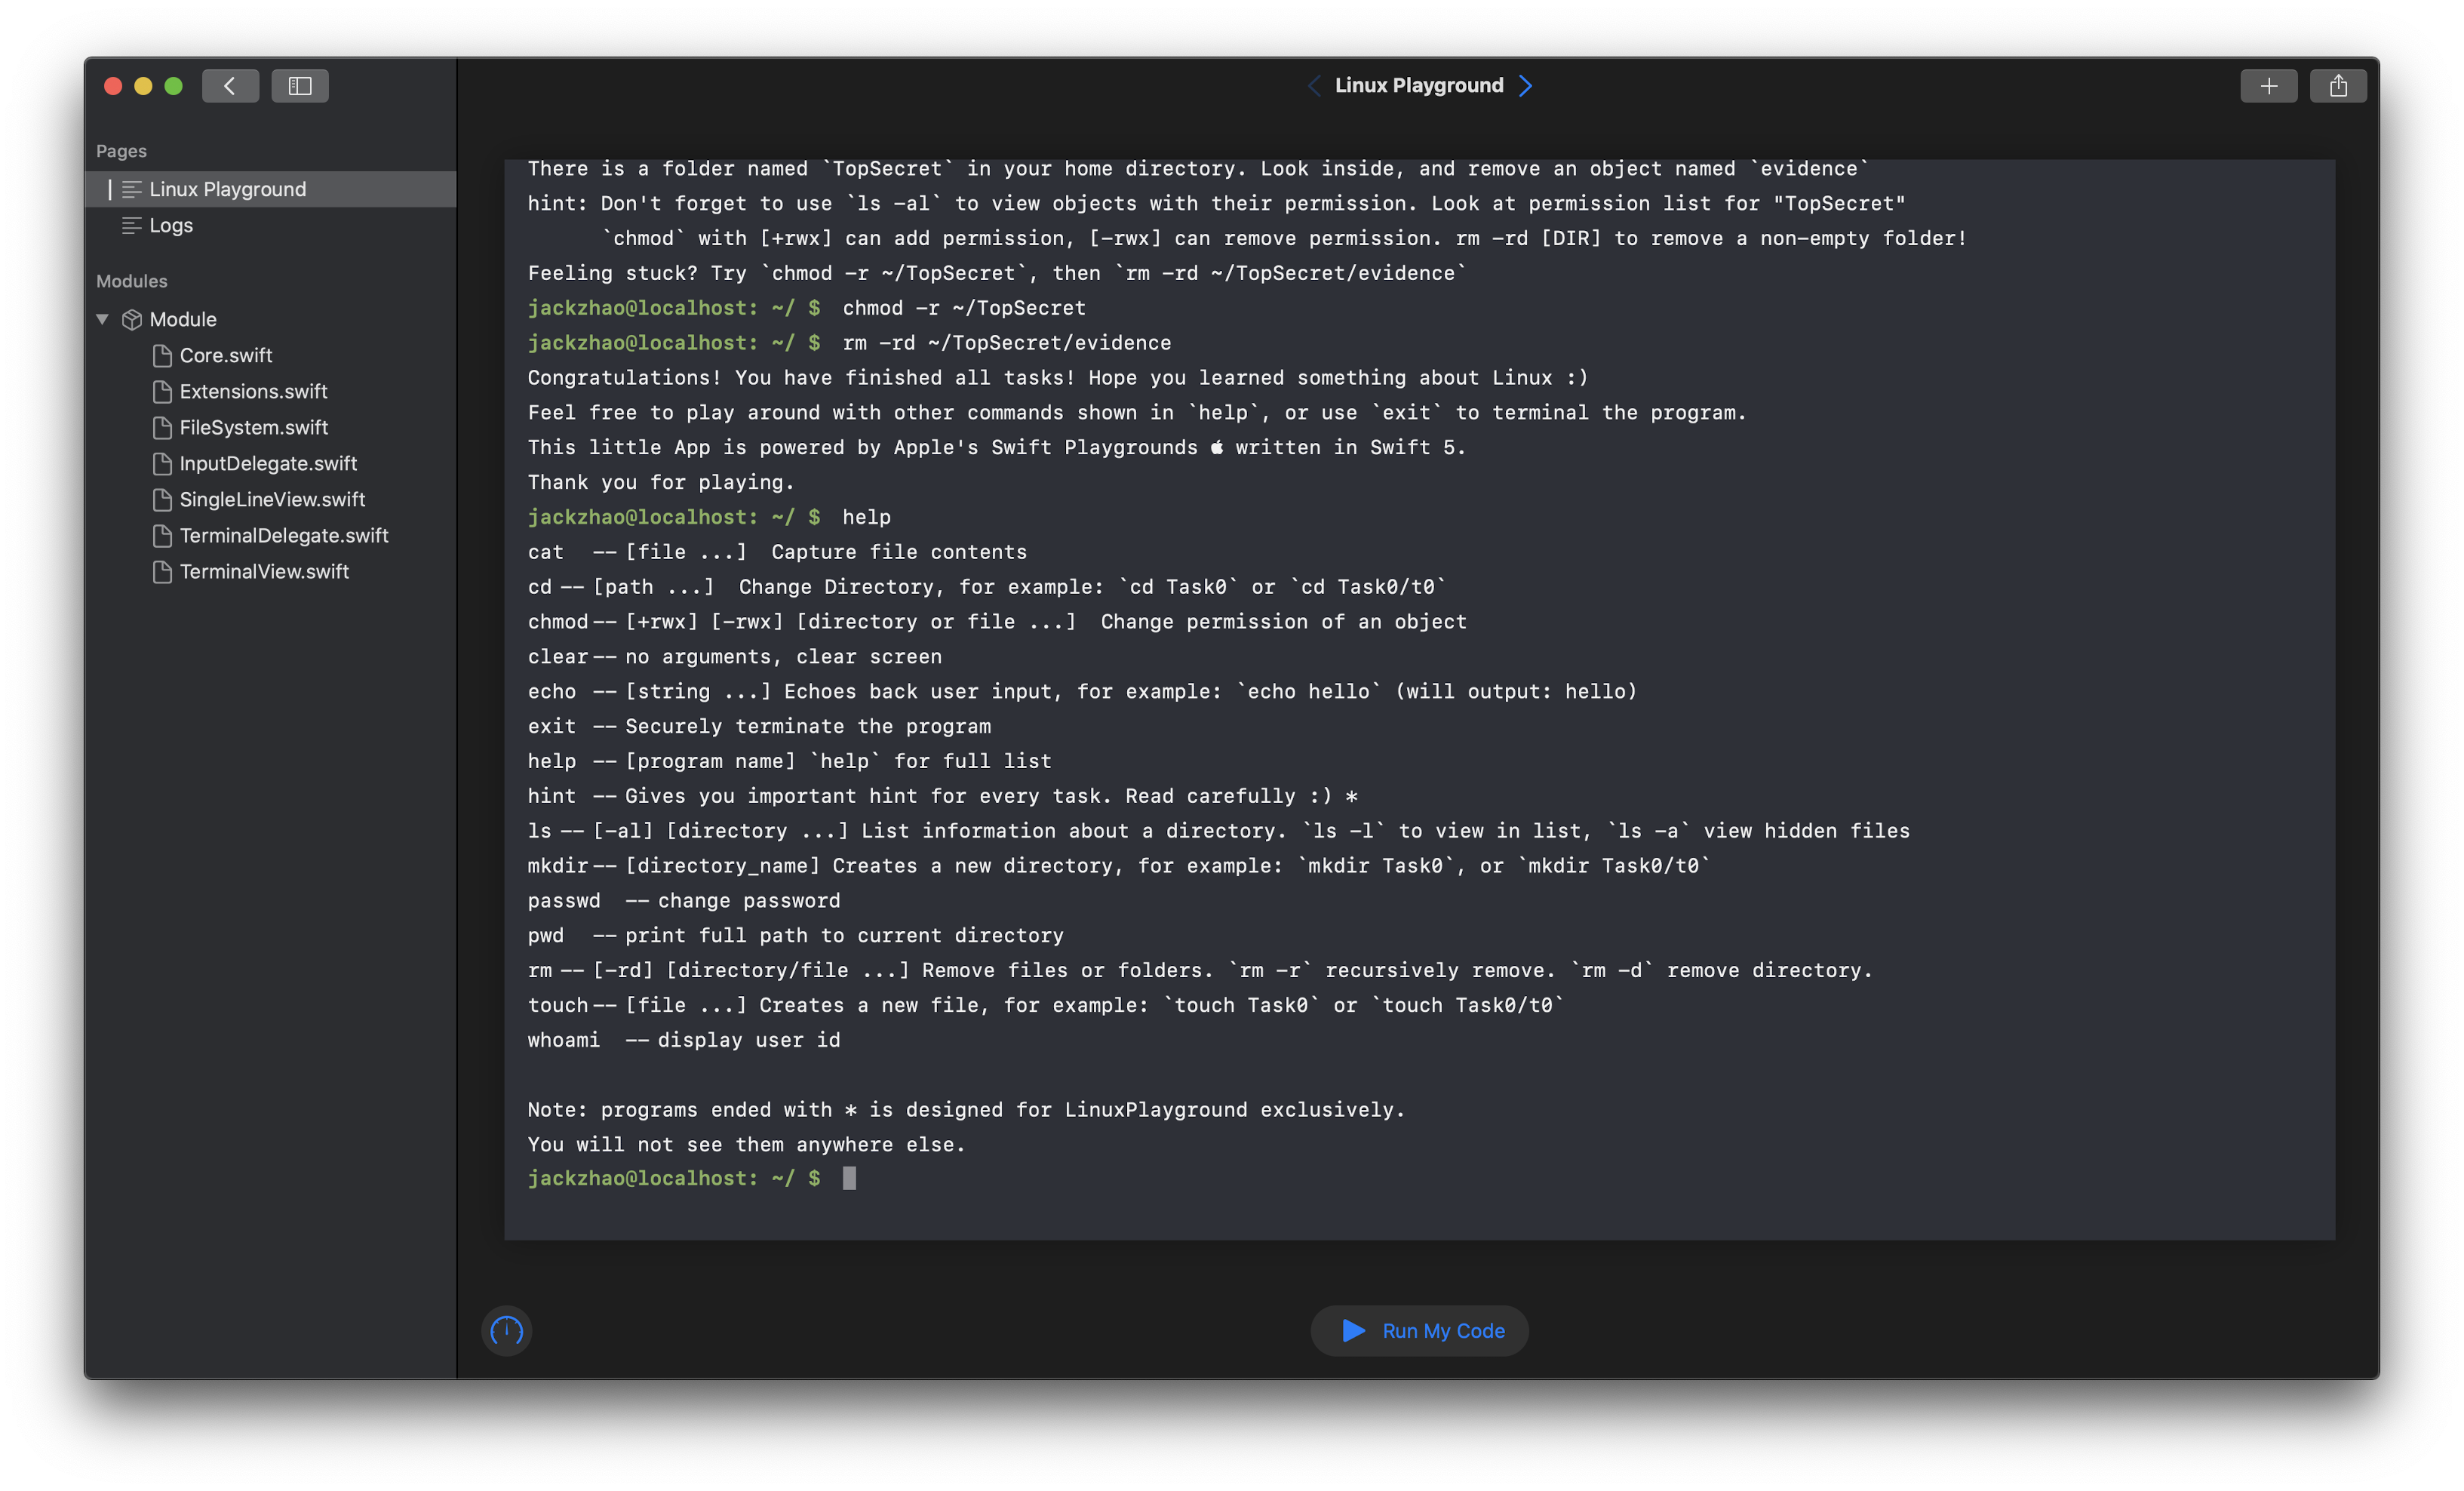 Linux Playground
Pages
Linux Playground
Logs
Modules
Module
Core.swift
Extensions.swift
FileSystem.swift
InputDelegate.swift
SingleLineView.swift
TerminalDelegate.swift
TerminalView.swift
There is a folder named `TopSecret` in your home directory. Look inside, and remove an object named `evidence`
hint: Don't forget to use `ls -al` to view objects with their permission. Look at permission list for "TopSecret"
`chmod` with [+rwx] can add permission, [-rwx] can remove permission. rm -rd [DIR] to remove a non-empty folder!
Feeling stuck? Try `chmod -r ~/TopSecret`, then `rm -rd ~/TopSecret/evidence`
jackzhao@localhost: ~/ $ chmod -r ~/TopSecret
jackzhao@localhost: ~/ $ rm -rd ~/TopSecret/evidence
Congratulations! You have finished all tasks! Hope you learned something about Linux :)
Feel free to play around with other commands shown in `help`, or use `exit` to terminal the program.
This little App is powered by Apple's Swift Playgrounds  written in Swift 5.
Thank you for playing.
jackzhao@localhost: ~/ $ help
cat -- [file ...] Capture file contents
cd -- [path ...] Change Directory, for example: `cd Task0` or `cd Task0/t0`
chmod -- [+rwx] [-rwx] [directory or file ...] Change permission of an object
clear -- no arguments, clear screen
echo -- [string ...] Echoes back user input, for example: `echo hello` (will output: hello)
exit -- Securely terminate the program
help -- [program name] `help` for full list
hint -- Gives you important hint for every task. Read carefully :) *
ls -- [-al] [directory ...] List information about a directory. `ls -l` to view in list, `ls -a` view hidden files
mkdir -- [directory_name] Creates a new directory, for example: `mkdir Task0`, or `mkdir Task0/t0`
passwd -- change password
pwd -- print full path to current directory
rm -- [-rd] [directory/file ...] Remove files or folders. `rm -r` recursively remove. `rm -d` remove directory.
touch -- [file ...] Creates a new file, for example: `touch Task0` or `touch Task0/t0`
whoami -- display user id
Note: programs ended with * is designed for LinuxPlayground exclusively.
You will not see them anywhere else.
jackzhao@localhost: ~/ $
Run My Code